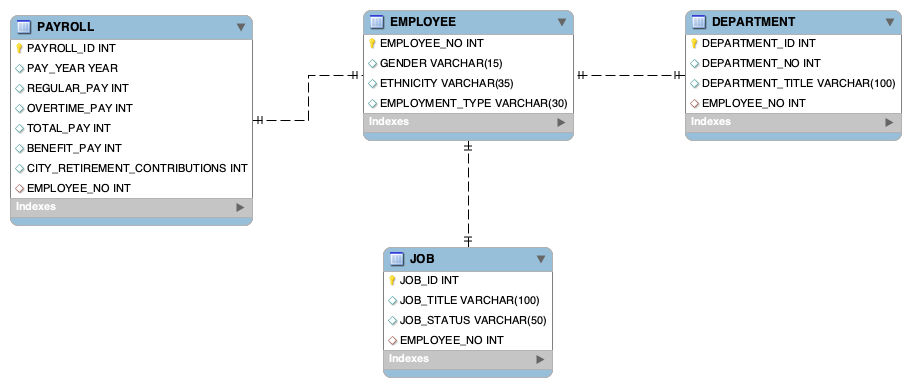 PAYROLL
PAYROLL_ID INT
PAY_YEAR YEAR
REGULAR_PAY INT
OVERTIME_PAY INT
TOTAL_PAY INT
BENEFIT_PAY INT
CITY_RETIREMENT_CONTRIBUTIONS INT
EMPLOYEE_NO INT
Indexes
EMPLOYEE
EMPLOYEE_NO INT
GENDER VARCHAR(15)
ETHNICITY VARCHAR(35)
EMPLOYMENT_TYPE VARCHAR(30)
Indexes
DEPARTMENT
DEPARTMENT_ID INT
DEPARTMENT_NO INT
DEPARTMENT_TITLE VARCHAR(100)
EMPLOYEE_NO INT
Indexes
JOB
JOB_ID INT
JOB_TITLE VARCHAR(100)
JOB_STATUS VARCHAR(50)
EMPLOYEE_NO INT
Indexes